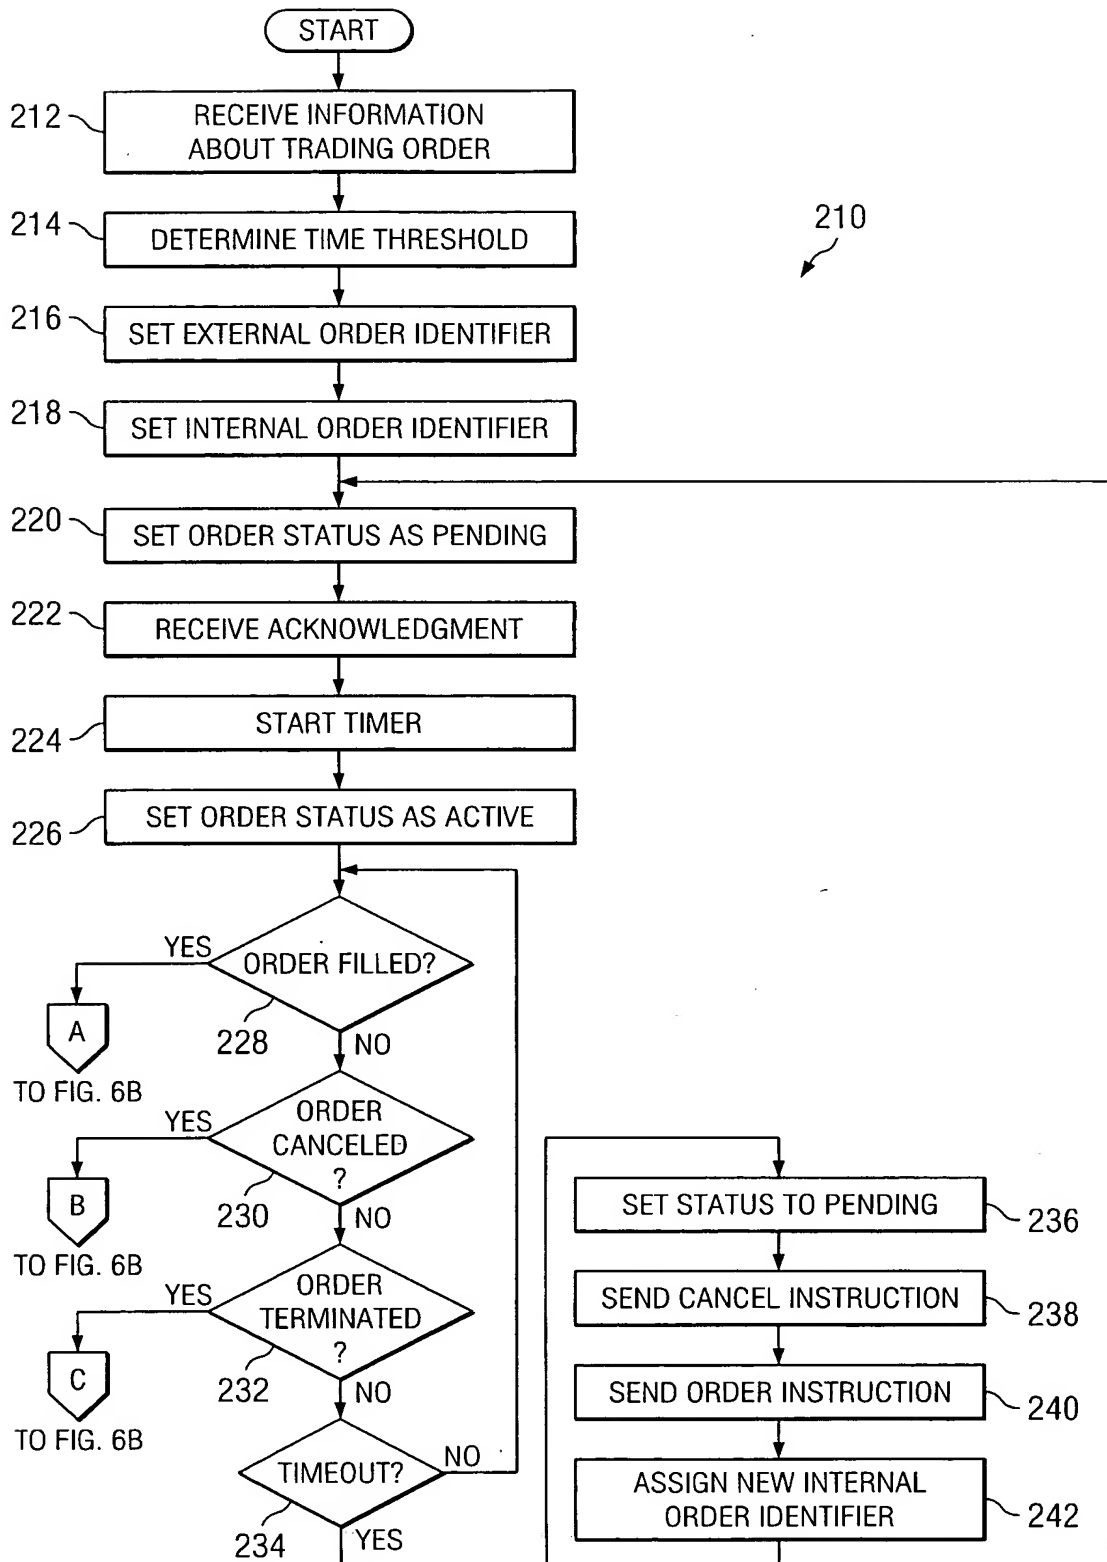 START
212
RECEIVE INFORMATION
ABOUT TRADING ORDER
214
DETERMINE TIME THRESHOLD
210
216
SET EXTERNAL ORDER IDENTIFIER
218
SET INTERNAL ORDER IDENTIFIER
220
SET ORDER STATUS AS PENDING
222
RECEIVE ACKNOWLEDGMENT
224
START TIMER
226
SET ORDER STATUS AS ACTIVE
YES
ORDER FILLED?
A
228
NO
TO FIG. 6B
YES
ORDER
CANCELED
?
B
230
NO
TO FIG. 6B
YES
ORDER
TERMINATED
?
C
232
NO
TO FIG. 6B
TIMEOUT?
NO
234
YES
SET STATUS TO PENDING
236
SEND CANCEL INSTRUCTION
238
SEND ORDER INSTRUCTION
240
ASSIGN NEW INTERNAL
ORDER IDENTIFIER
242